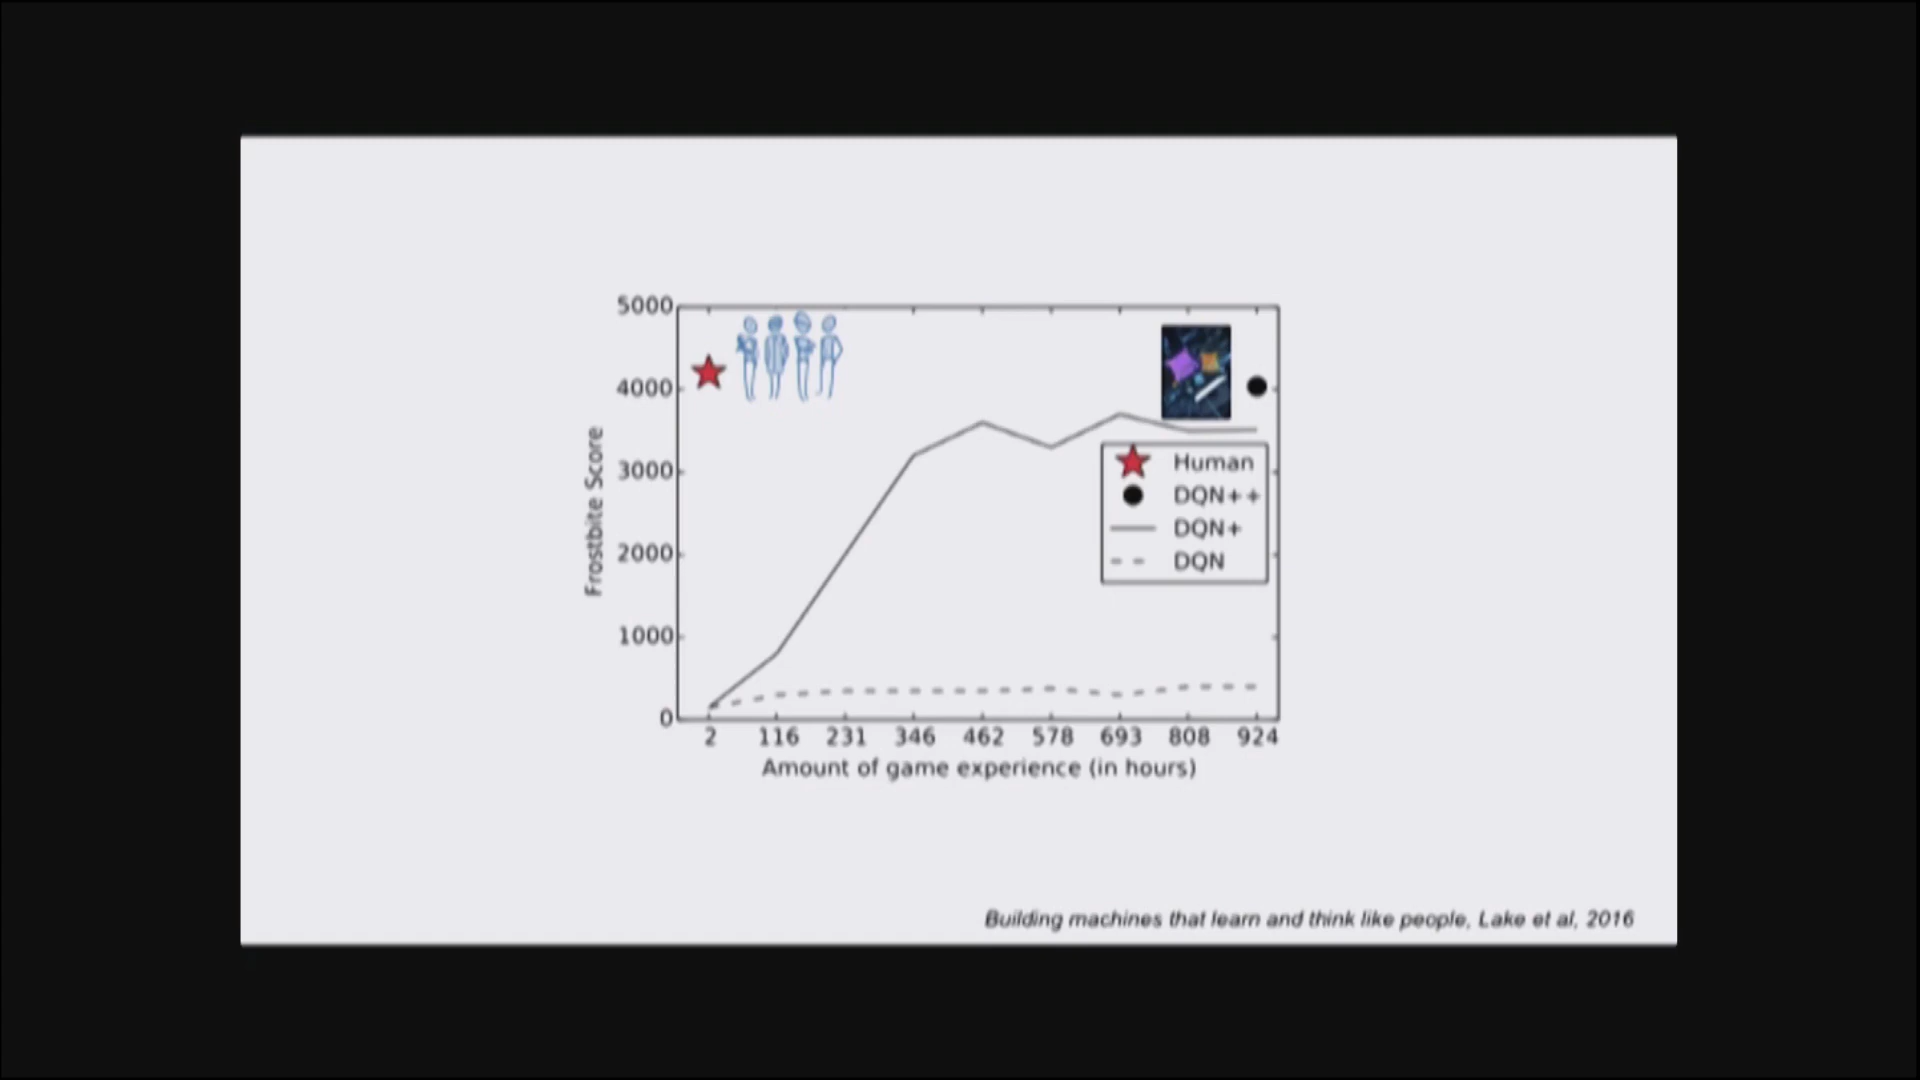 5000
4000
3000
2000
1000
0
Frostbite Score
Human
DQN++
DQN+
DQN
2 116 231 346 462 578 693 808 924
Amount of game experience (in hours)
Building machines that learn and think like people, Lake et al, 2016